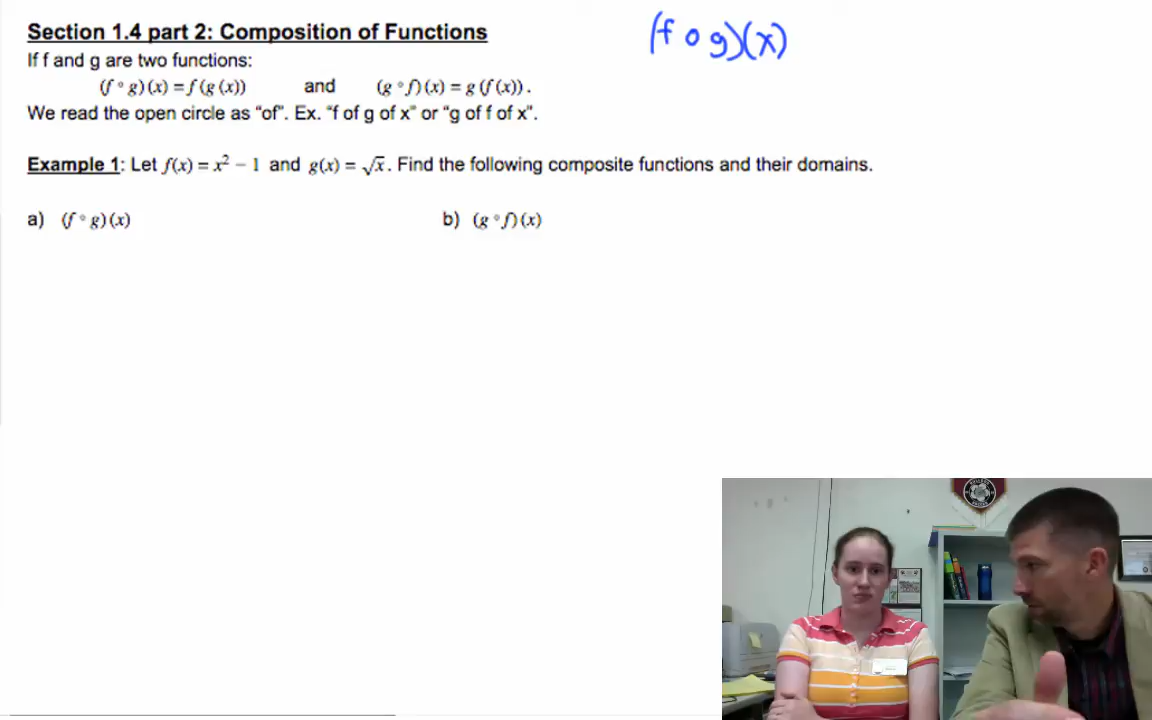 Section 1.4 part 2: Composition of Functions
(f ∘ g)(x)
If f and g are two functions:
(f ∘ g)(x) = f(g(x)) and (g ∘ f)(x) = g(f(x)).
We read the open circle as "of". Ex. "f of g of x" or "g of f of x".
Example 1: Let f(x) = x² − 1 and g(x) = √x. Find the following composite functions and their domains.
a) (f ∘ g)(x) b) (g ∘ f)(x)